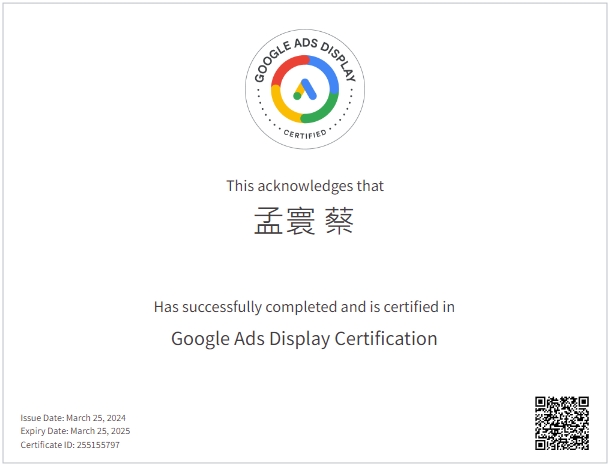 GOOGLE ADS DISPLAY
CERTIFIED
This acknowledges that
孟寰 蔡
Has successfully completed and is certified in
Google Ads Display Certification
Issue Date: March 25, 2024
Expiry Date: March 25, 2025
Certificate ID: 255155797